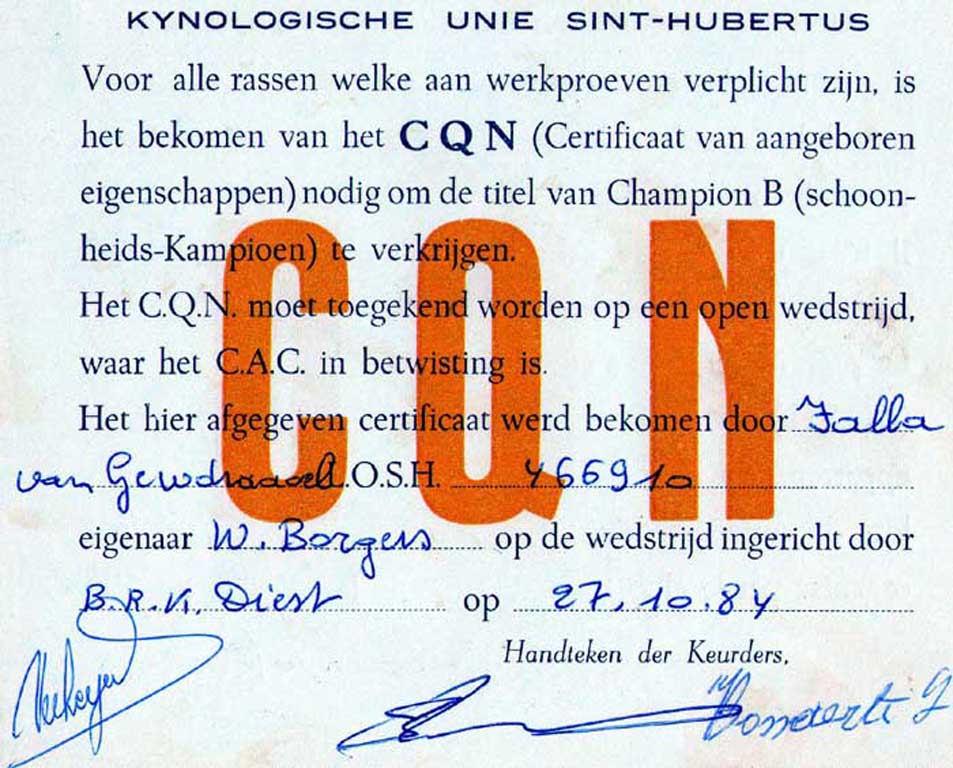 KYNOLOGISCHE UNIE SINT-HUBERTUS
Voor alle rassen welke aan werkproeven verplicht zijn, is
het bekomen van het CQN (Certificaat van aangeboren
eigenschappen) nodig om de titel van Champion B (schoon-
heids-Kampioen) te verkrijgen.
CQN
Het C.Q.N. moet toegekend worden op een open wedstrijd,
waar het C.A.C. in betwisting is.
Het hier afgegeven certificaat werd bekomen door Jalla
van L.O.S.H. 466910
eigenaar W. Borgers op de wedstrijd ingericht door
B.R.K. Diest op 27.10.84
Handteken der Keurders,